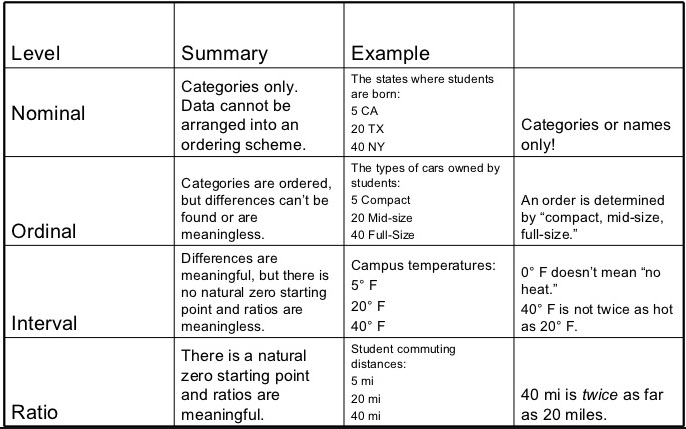 Level Summary Example
Nominal
Categories only.
Data cannot be
arranged into an
ordering scheme.
The states where students
are born:
5 CA
20 TX
40 NY
Categories or names
only!
Ordinal
Categories are ordered,
but differences can’t be
found or are
meaningless.
The types of cars owned by
students:
5 Compact
20 Mid-size
40 Full-Size
An order is determined
by “compact, mid-size,
full-size.”
Interval
Differences are
meaningful, but there is
no natural zero starting
point and ratios are
meaningless.
Campus temperatures:
5° F
20° F
40° F
0° F doesn’t mean “no
heat.”
40° F is not twice as hot
as 20° F.
Ratio
There is a natural
zero starting point
and ratios are
meaningful.
Student commuting
distances:
5 mi
20 mi
40 mi
40 mi is twice as far
as 20 miles.